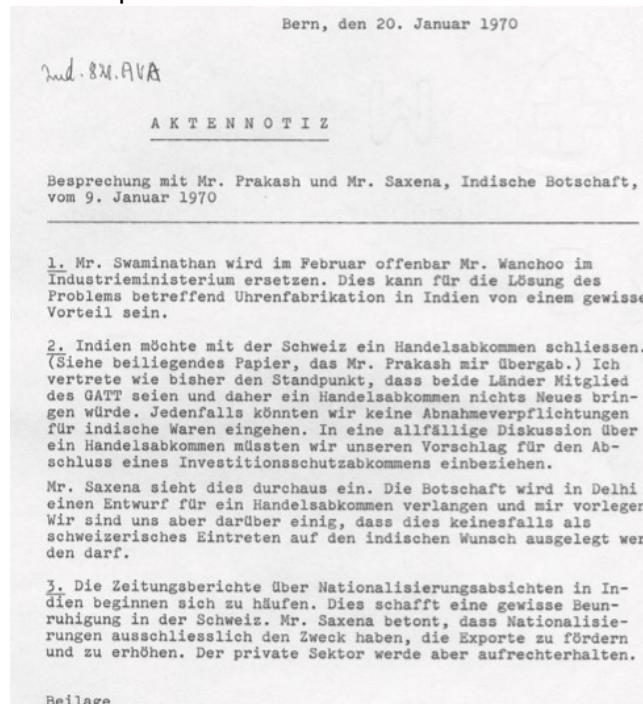 Bern, den 20. Januar 1970
Ind. 821.AVA
AKTENNOTIZ
Besprechung mit Mr. Prakash und Mr. Saxena, Indische Botschaft,
vom 9. Januar 1970
1. Mr. Swaminathan wird im Februar offenbar Mr. Wanchoo im
Industrieministerium ersetzen. Dies kann für die Lösung des
Problems betreffend Uhrenfabrikation in Indien von einem gewisse
Vorteil sein.
2. Indien möchte mit der Schweiz ein Handelsabkommen schliessen.
(Siehe beiliegendes Papier, das Mr. Prakash mir übergab.) Ich
vertrete wie bisher den Standpunkt, dass beide Länder Mitglied
des GATT seien und daher ein Handelsabkommen nichts Neues brin-
gen würde. Jedenfalls könnten wir keine Abnahmeverpflichtungen
für indische Waren eingehen. In eine allfällige Diskussion über
ein Handelsabkommen müssten wir unseren Vorschlag für den Ab-
schluss eines Investitionsschutzabkommens einbeziehen.
Mr. Saxena sieht dies durchaus ein. Die Botschaft wird in Delhi
einen Entwurf für ein Handelsabkommen verlangen und mir vorlegen
Wir sind uns aber darüber einig, dass dies keinesfalls als
schweizerisches Eintreten auf den indischen Wunsch ausgelegt wer
den darf.
3. Die Zeitungsberichte über Nationalisierungsabsichten in In-
dien beginnen sich zu häufen. Dies schafft eine gewisse Beun-
ruhigung in der Schweiz. Mr. Saxena betont, dass Nationalisie-
rungen ausschliesslich den Zweck haben, die Exporte zu fördern
und zu erhöhen. Der private Sektor werde aber aufrechterhalten.
Beilage